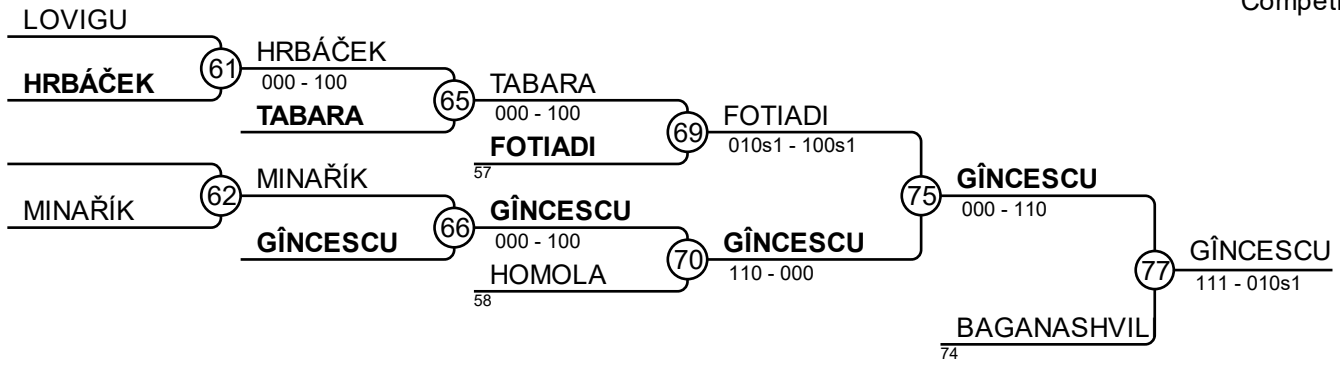 Competi
LOVIGU
HRBÁČEK
61
HRBÁČEK
000 - 100
TABARA
65
TABARA
000 - 100
FOTIADI
57
69
FOTIADI
010s1 - 100s1
MINAŘÍK
62
MINAŘÍK
GÎNCESCU
66
GÎNCESCU
000 - 100
HOMOLA
58
70
GÎNCESCU
110 - 000
75
GÎNCESCU
000 - 110
BAGANASHVIL
74
77
GÎNCESCU
111 - 010s1